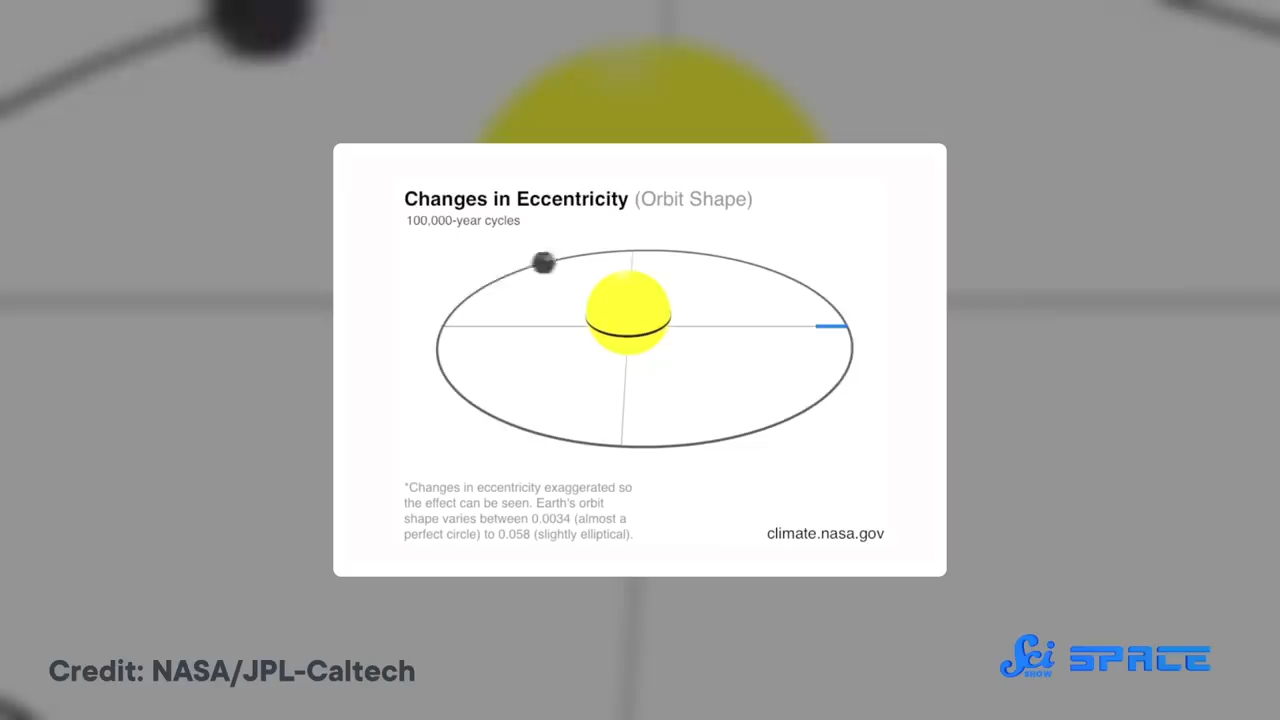 Changes in Eccentricity (Orbit Shape)
100,000-year cycles
*Changes in eccentricity exaggerated so
the effect can be seen. Earth's orbit
shape varies between 0.0034 (almost a
perfect circle) to 0.058 (slightly elliptical).
climate.nasa.gov
Credit: NASA/JPL-Caltech
Sci SHOW SPACE